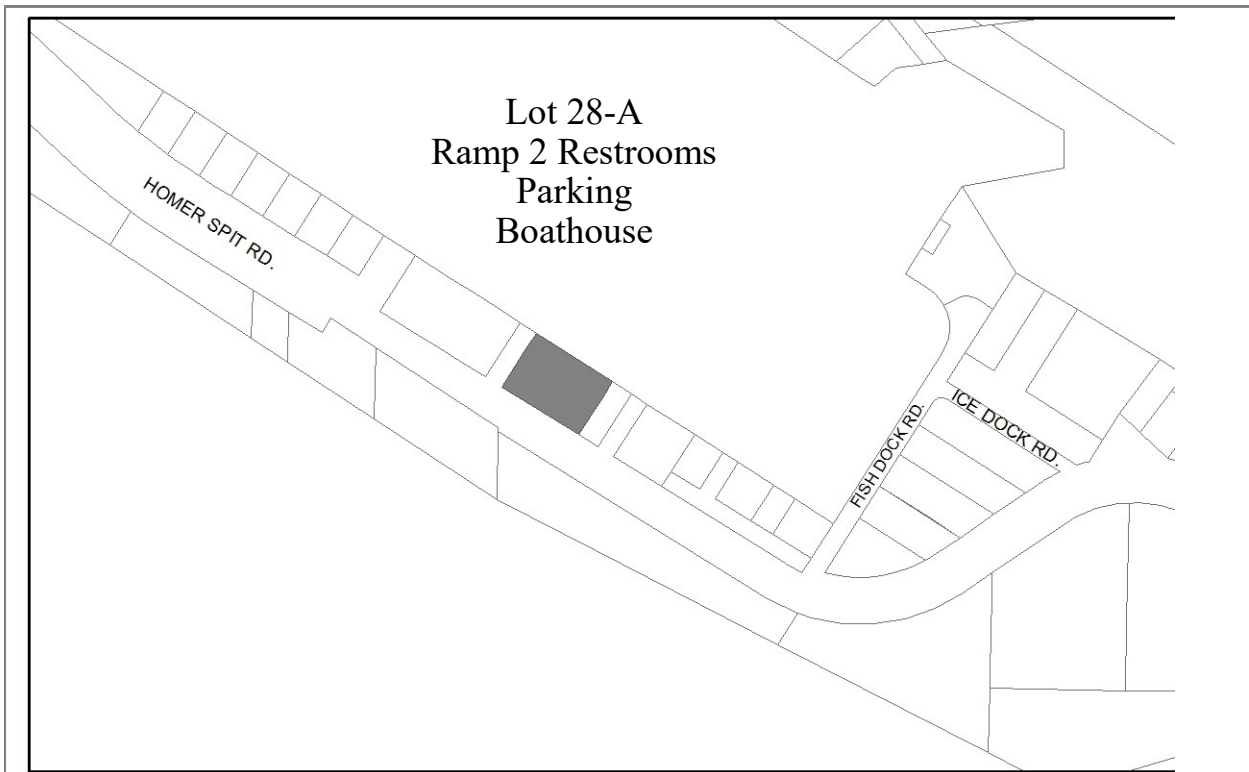 Lot 28-A
Ramp 2 Restrooms
Parking
Boathouse
HOMER SPIT RD.
FISH DOCK RD.
ICE DOCK RD.